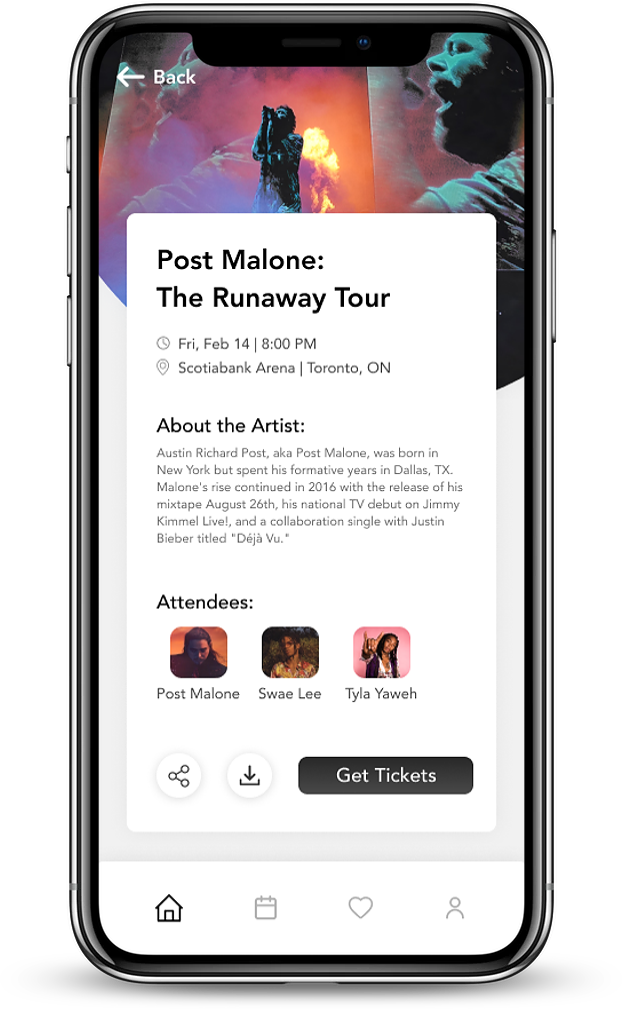 Back
Post Malone:
The Runaway Tour
Fri, Feb 14 | 8:00 PM
Scotiabank Arena | Toronto, ON
About the Artist:
Austin Richard Post, aka Post Malone, was born in
New York but spent his formative years in Dallas, TX.
Malone's rise continued in 2016 with the release of his
mixtape August 26th, his national TV debut on Jimmy
Kimmel Live!, and a collaboration single with Justin
Bieber titled "Déjà Vu."
Attendees:
Post Malone Swae Lee Tyla Yaweh
Get Tickets